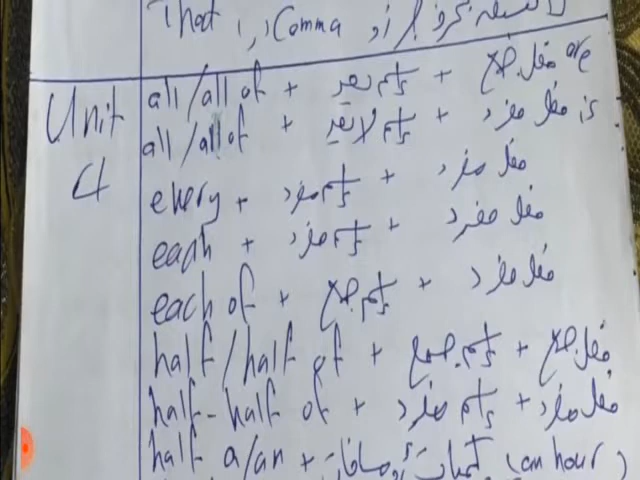 That, Comma
Unit 4
all / all of + اسم يعد + فعل جمع are
all / all of + اسم لا يعد + فعل مفرد is
every + اسم مفرد + فعل مفرد
each + اسم مفرد + فعل مفرد
each of + اسم جمع + فعل مفرد
half / half of + اسم جمع + فعل جمع
half - half of + اسم مفرد + فعل مفرد
half a/an + (an hour)